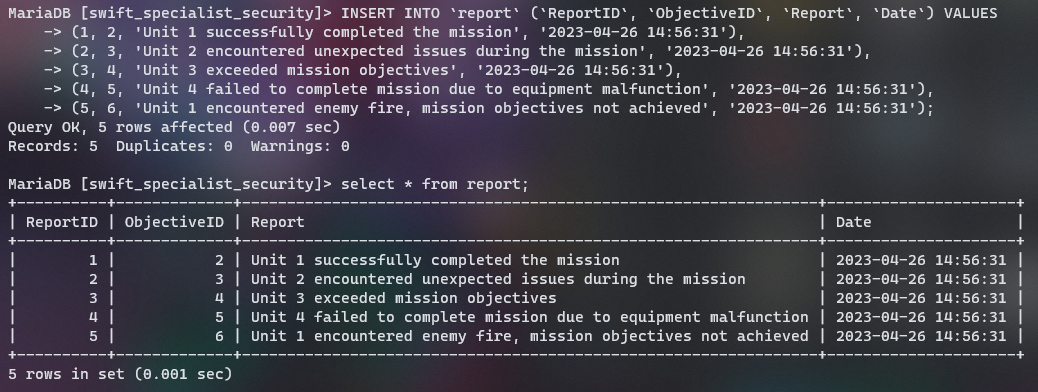 MariaDB [swift_specialist_security]> INSERT INTO `report` (`ReportID`, `ObjectiveID`, `Report`, `Date`) VALUES
    -> (1, 2, 'Unit 1 successfully completed the mission', '2023-04-26 14:56:31'),
    -> (2, 3, 'Unit 2 encountered unexpected issues during the mission', '2023-04-26 14:56:31'),
    -> (3, 4, 'Unit 3 exceeded mission objectives', '2023-04-26 14:56:31'),
    -> (4, 5, 'Unit 4 failed to complete mission due to equipment malfunction', '2023-04-26 14:56:31'),
    -> (5, 6, 'Unit 1 encountered enemy fire, mission objectives not achieved', '2023-04-26 14:56:31');
Query OK, 5 rows affected (0.007 sec)
Records: 5  Duplicates: 0  Warnings: 0

MariaDB [swift_specialist_security]> select * from report;
+----------+-------------+----------------------------------------------------------------+---------------------+
| ReportID | ObjectiveID | Report                                                         | Date                |
+----------+-------------+----------------------------------------------------------------+---------------------+
|        1 |           2 | Unit 1 successfully completed the mission                      | 2023-04-26 14:56:31 |
|        2 |           3 | Unit 2 encountered unexpected issues during the mission        | 2023-04-26 14:56:31 |
|        3 |           4 | Unit 3 exceeded mission objectives                             | 2023-04-26 14:56:31 |
|        4 |           5 | Unit 4 failed to complete mission due to equipment malfunction | 2023-04-26 14:56:31 |
|        5 |           6 | Unit 1 encountered enemy fire, mission objectives not achieved | 2023-04-26 14:56:31 |
+----------+-------------+----------------------------------------------------------------+---------------------+
5 rows in set (0.001 sec)